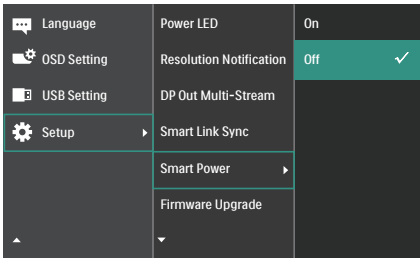 Language
OSD Setting
USB Setting
Setup
Power LED
Resolution Notification
DP Out Multi-Stream
Smart Link Sync
Smart Power
Firmware Upgrade
On
Off